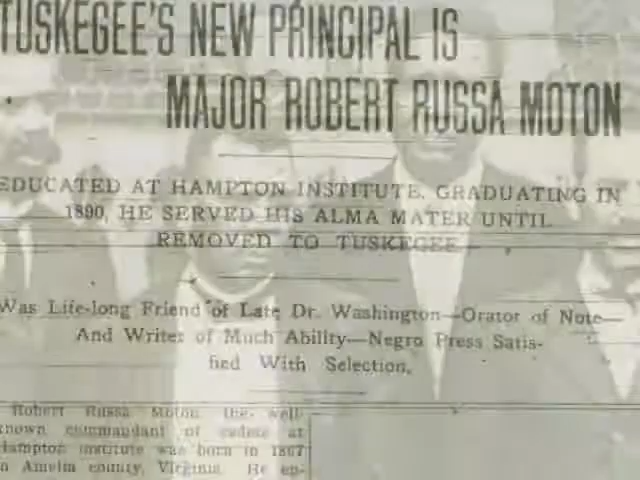 TUSKEGEE'S NEW PRINCIPAL IS
MAJOR ROBERT RUSSA MOTON
EDUCATED AT HAMPTON INSTITUTE, GRADUATING IN
1890, HE SERVED HIS ALMA MATER UNTIL
REMOVED TO TUSKEGEE
Was Life-long Friend of Late Dr. Washington—Orator of Note—
And Writer of Much Ability—Negro Press Satis-
fied With Selection.
Robert Russa Moton, the well
known commandant of cadets at
Hampton institute was born in 1867
in Amelia county, Virginia. He en-